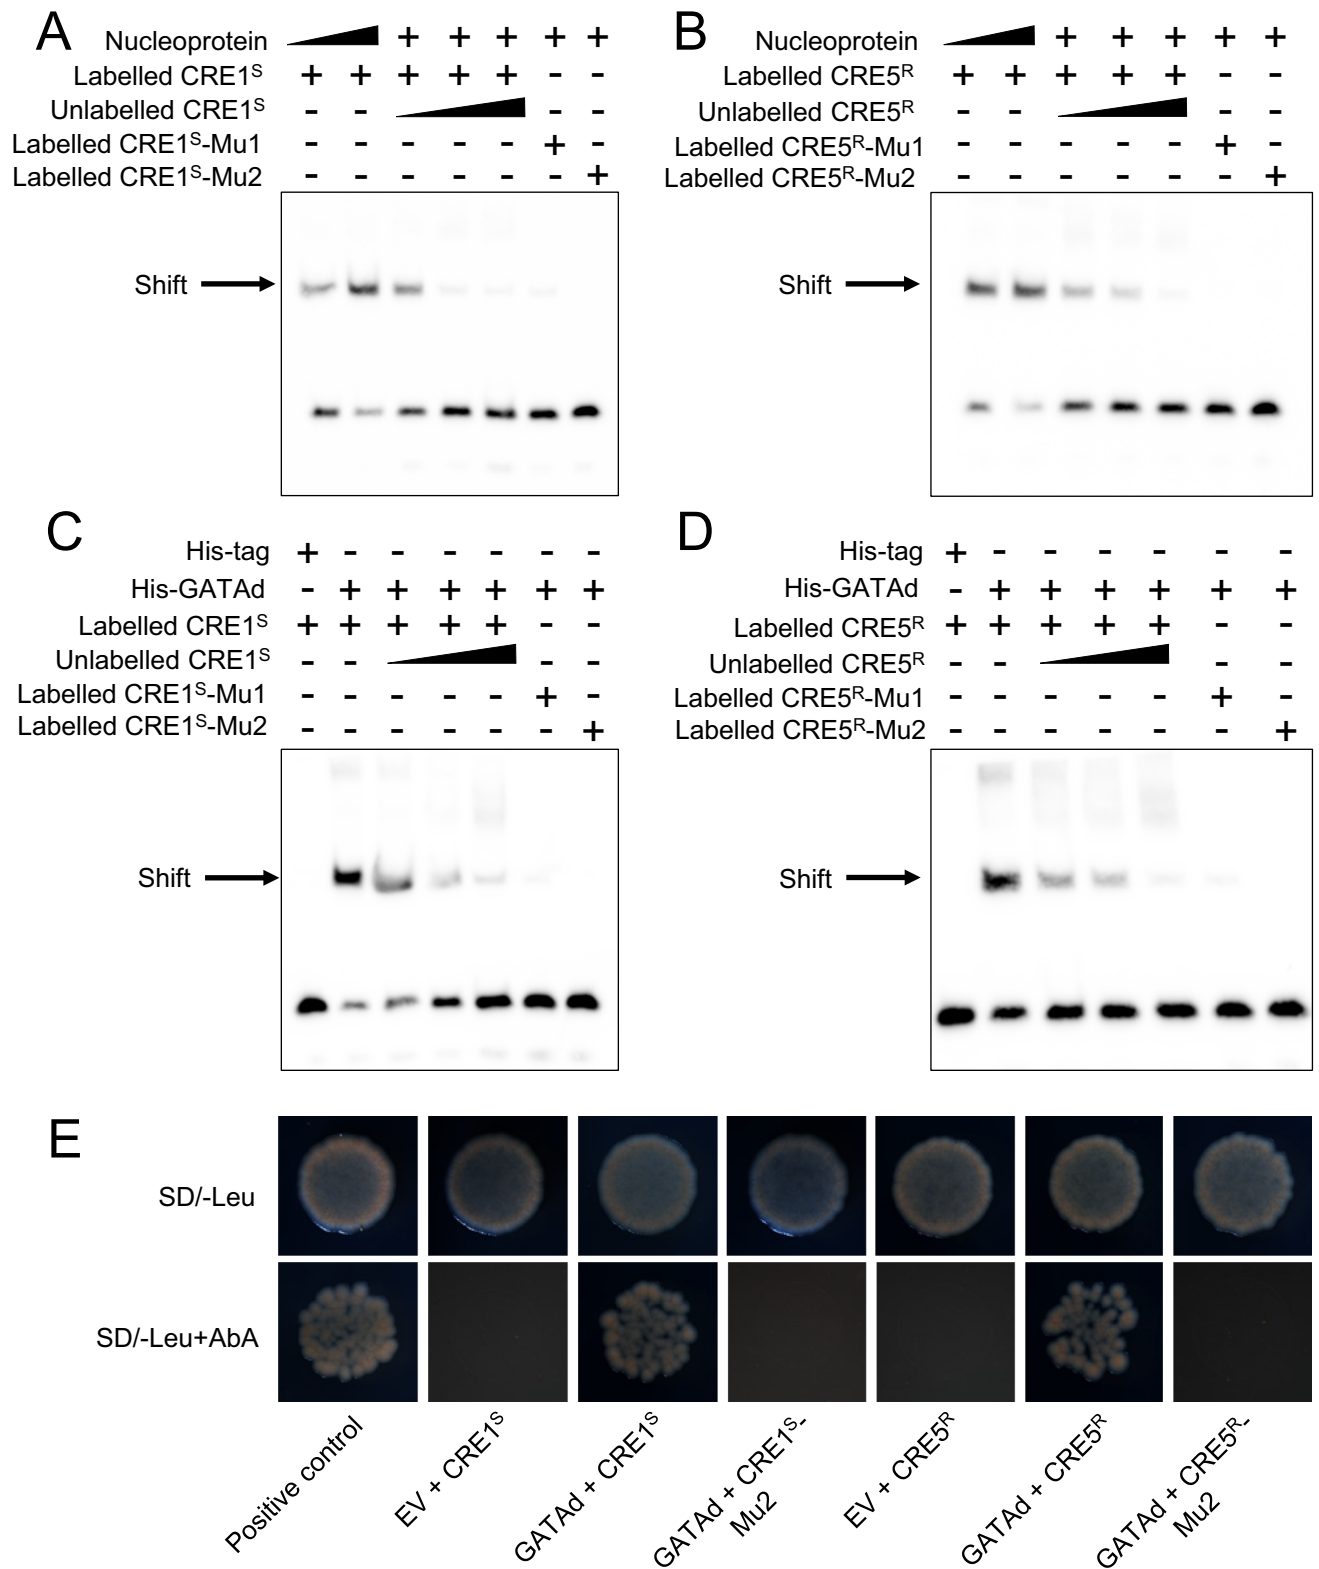 A
Nucleoprotein + + + + +
Labelled CRE1S + + + + + - -
Unlabelled CRE1S - - - -
Labelled CRE1S-Mu1 - - - - - + -
Labelled CRE1S-Mu2 - - - - - - +
Shift
B
Nucleoprotein + + + + +
Labelled CRE5R + + + + + - -
Unlabelled CRE5R - - - -
Labelled CRE5R-Mu1 - - - - - + -
Labelled CRE5R-Mu2 - - - - - - +
Shift
C
His-tag + - - - - - -
His-GATAd - + + + + + +
Labelled CRE1S + + + + + - -
Unlabelled CRE1S - - - -
Labelled CRE1S-Mu1 - - - - - + -
Labelled CRE1S-Mu2 - - - - - - +
Shift
D
His-tag + - - - - - -
His-GATAd - + + + + + +
Labelled CRE5R + + + + + - -
Unlabelled CRE5R - - - -
Labelled CRE5R-Mu1 - - - - - + -
Labelled CRE5R-Mu2 - - - - - - +
Shift
E
SD/-Leu
SD/-Leu+AbA
Positive control
EV + CRE1S
GATAd + CRE1S
GATAd + CRE1S-
Mu2
EV + CRE5R
GATAd + CRE5R
GATAd + CRE5R-
Mu2